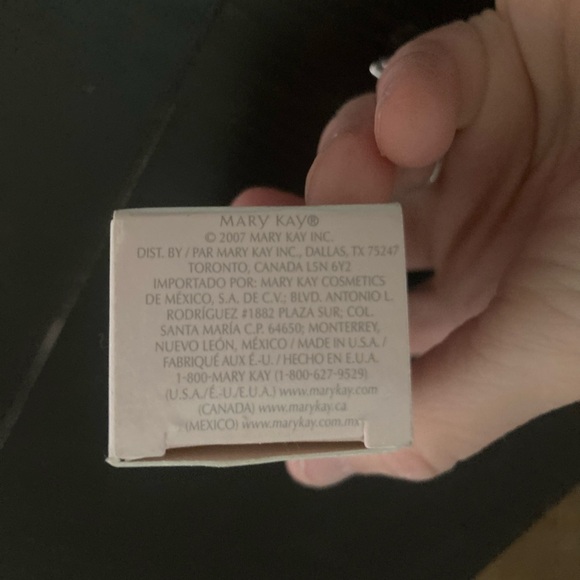 MARY KAY®
© 2007 MARY KAY INC.
DIST. BY / PAR MARY KAY INC., DALLAS, TX 75247
TORONTO, CANADA L5N 6Y2
IMPORTADO POR: MARY KAY COSMETICS
DE MÉXICO, S.A. DE C.V.; BLVD. ANTONIO L.
RODRÍGUEZ #1882 PLAZA SUR; COL.
SANTA MARÍA C.P. 64650; MONTERREY,
NUEVO LEÓN, MÉXICO / MADE IN U.S.A. /
FABRIQUÉ AUX É.-U. / HECHO EN E.U.A.
1-800-MARY KAY (1-800-627-9529)
(U.S.A./É.-U./E.U.A.) www.marykay.com
(CANADA) www.marykay.ca
(MEXICO) www.marykay.com.mx